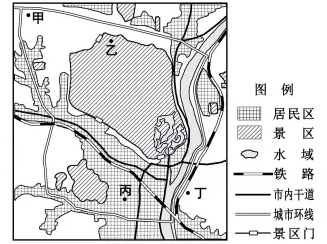 甲
乙
丙
丁
图 例
居民区
景 区
水 域
铁 路
市内干道
城市环线
景区门